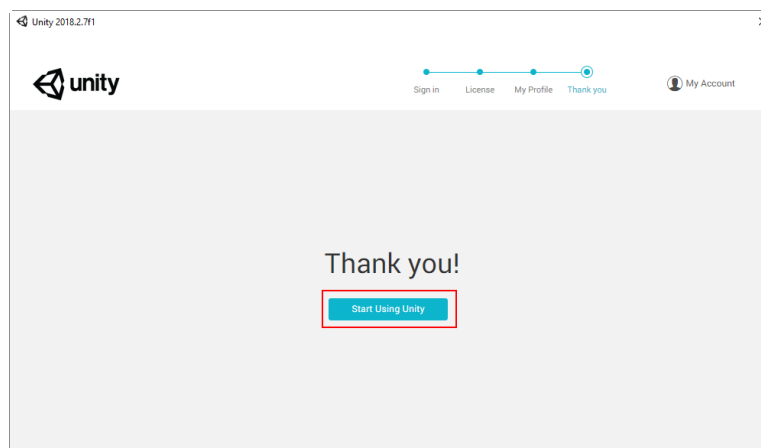 Unity 2018.2.7f1
unity
Sign in
License
My Profile
Thank you
My Account
Thank you!
Start Using Unity